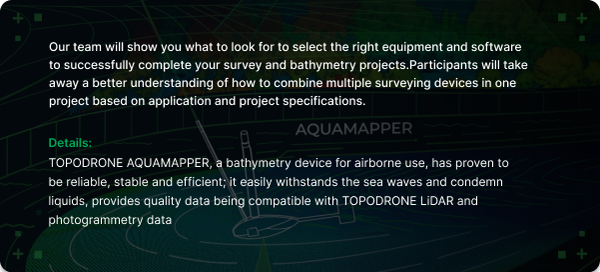 Our team will show you what to look for to select the right equipment and software
to successfully complete your survey and bathymetry projects.Participants will take
away a better understanding of how to combine multiple surveying devices in one
project based on application and project specifications.
AQUAMAPPER
Details:
TOPODRONE AQUAMAPPER, a bathymetry device for airborne use, has proven to
be reliable, stable and efficient; it easily withstands the sea waves and condemn
liquids, provides quality data being compatible with TOPODRONE LiDAR and
photogrammetry data